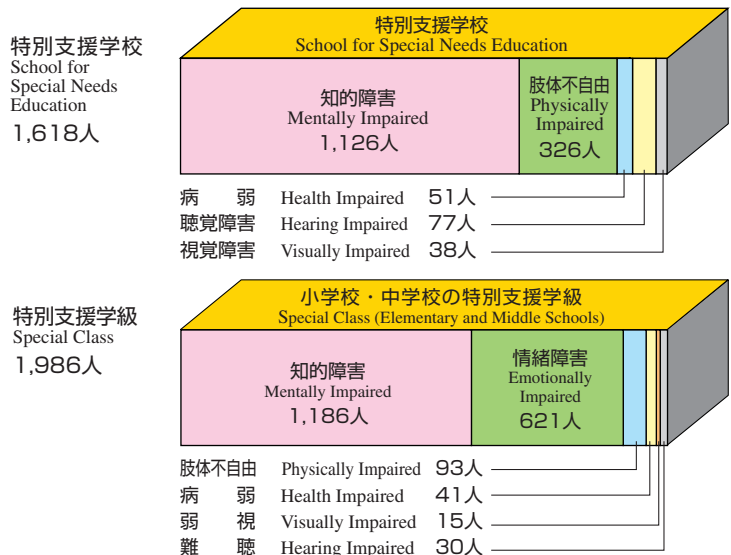 特別支援学校
School for Special Needs Education
特別支援学校
School for
Special Needs
Education
1,618人
知的障害
Mentally Impaired
1,126人
肢体不自由
Physically
Impaired
326人
病　弱 Health Impaired 51人
聴覚障害 Hearing Impaired 77人
視覚障害 Visually Impaired 38人
小学校・中学校の特別支援学級
Special Class (Elementary and Middle Schools)
特別支援学級
Special Class
1,986人
知的障害
Mentally Impaired
1,186人
情緒障害
Emotionally
Impaired
621人
肢体不自由 Physically Impaired 93人
病　弱 Health Impaired 41人
弱　視 Visually Impaired 15人
難　聴 Hearing Impaired 30人